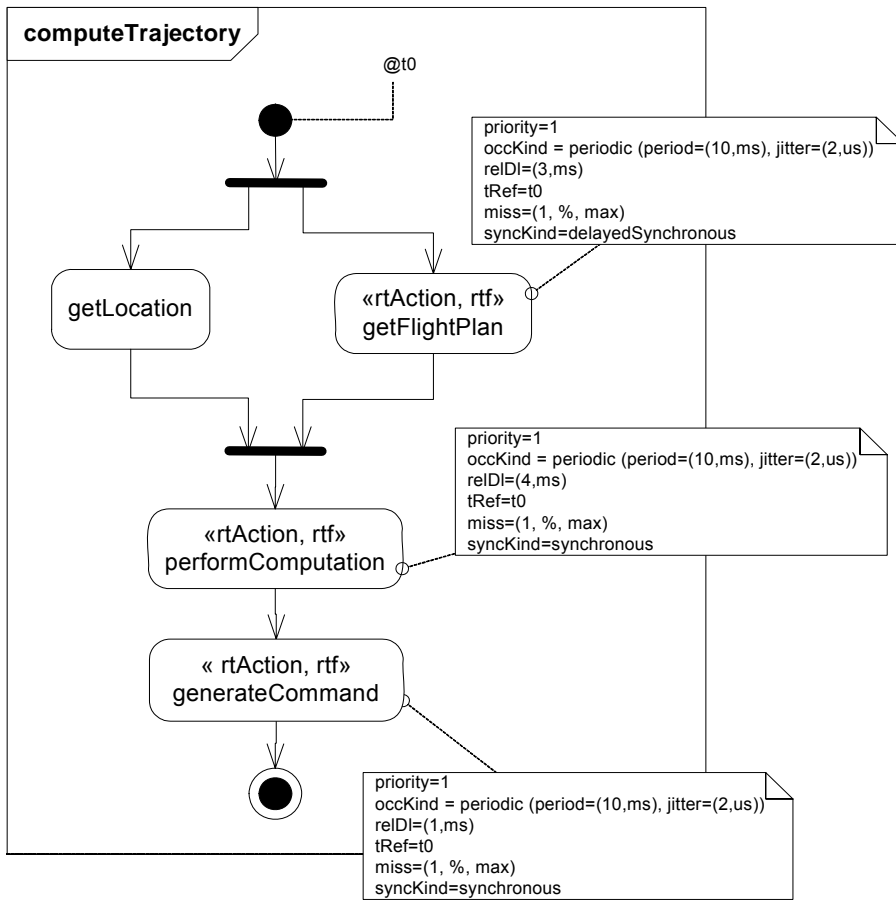 computeTrajectory
@t0
priority=1
occKind = periodic (period=(10,ms), jitter=(2,us))
relDl=(3,ms)
tRef=t0
miss=(1, %, max)
syncKind=delayedSynchronous
getLocation
«rtAction, rtf»
getFlightPlan
priority=1
occKind = periodic (period=(10,ms), jitter=(2,us))
relDl=(4,ms)
tRef=t0
miss=(1, %, max)
syncKind=synchronous
«rtAction, rtf»
performComputation
« rtAction, rtf»
generateCommand
priority=1
occKind = periodic (period=(10,ms), jitter=(2,us))
relDl=(1,ms)
tRef=t0
miss=(1, %, max)
syncKind=synchronous